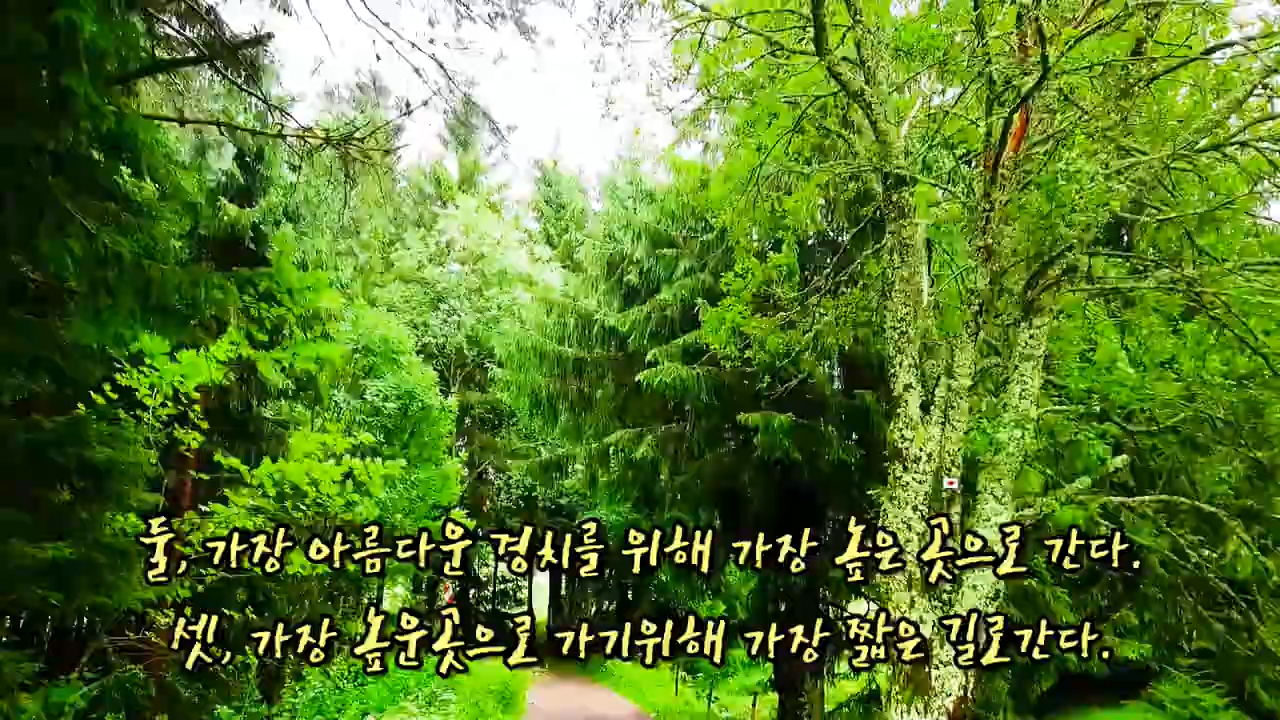 둘, 가장 아름다운 경치를 위해 가장 높은 곳으로 간다.
셋, 가장 높운곳으로 가기위해 가장 짧은 길로간다.